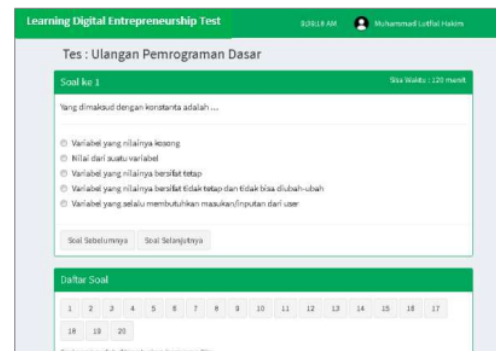 Learning Digital Entrepreneurship Test
Muhammad Lutfial Hakim
Tes : Ulangan Pemrograman Dasar
Soal ke 1
Sisa Waktu : 120 menit
Yang dimaksud dengan konstanta adalah ....
Variabel yang nilainya kosong
Nilai dari suatu variabel
Variabel yang nilainya bersifat tetap
Variabel yang nilainya bersifat tidak tetap dan tidak bisa diubah-ubah
Variabel yang selalu membutuhkan masukan/inputan dari user
Soal Sebelumnya Soal Selanjutnya
Daftar Soal
1 2 3 4 5 6 7 8 9 10 11 12 13 14 15 16 17
18 19 20